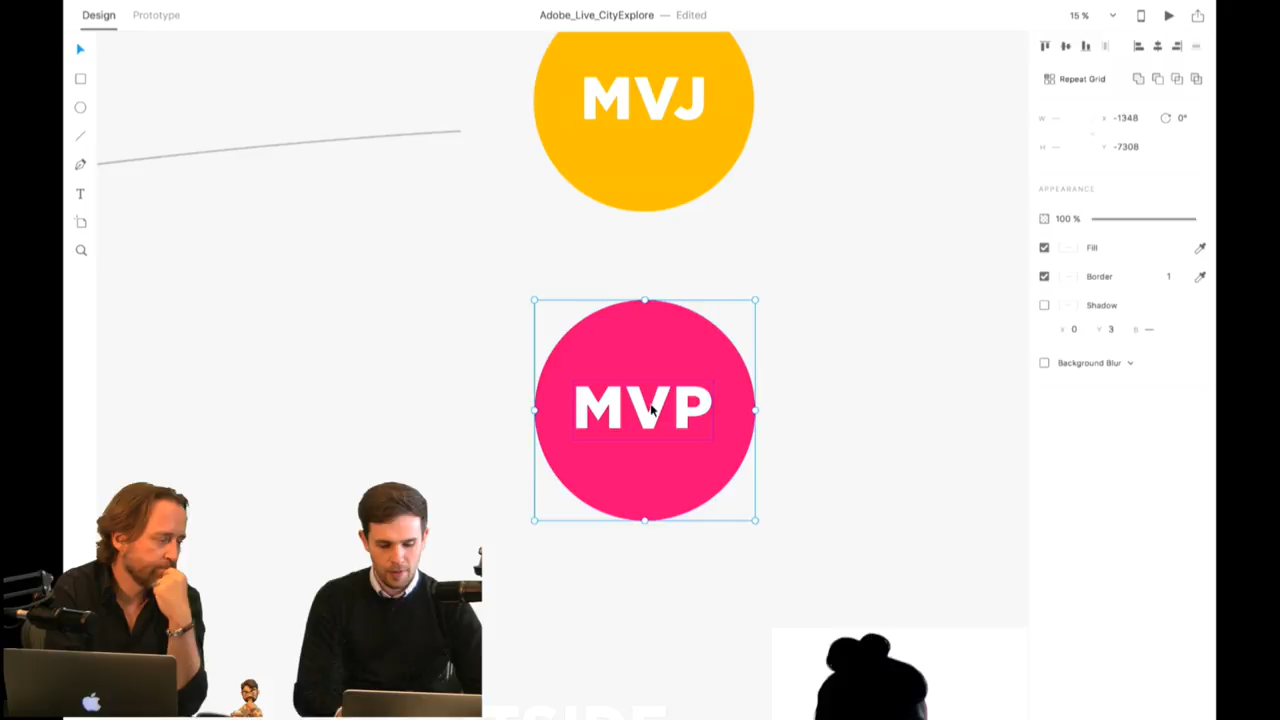 Design Prototype Adobe_Live_CityExplore — Edited 15 %
MVJ
Repeat Grid
W -- X -1348 0°
H -- Y -7308
APPEARANCE
100 %
Fill
Border 1
Shadow
X 0 Y 3 B --
Background Blur
MVP
T
TSIDE